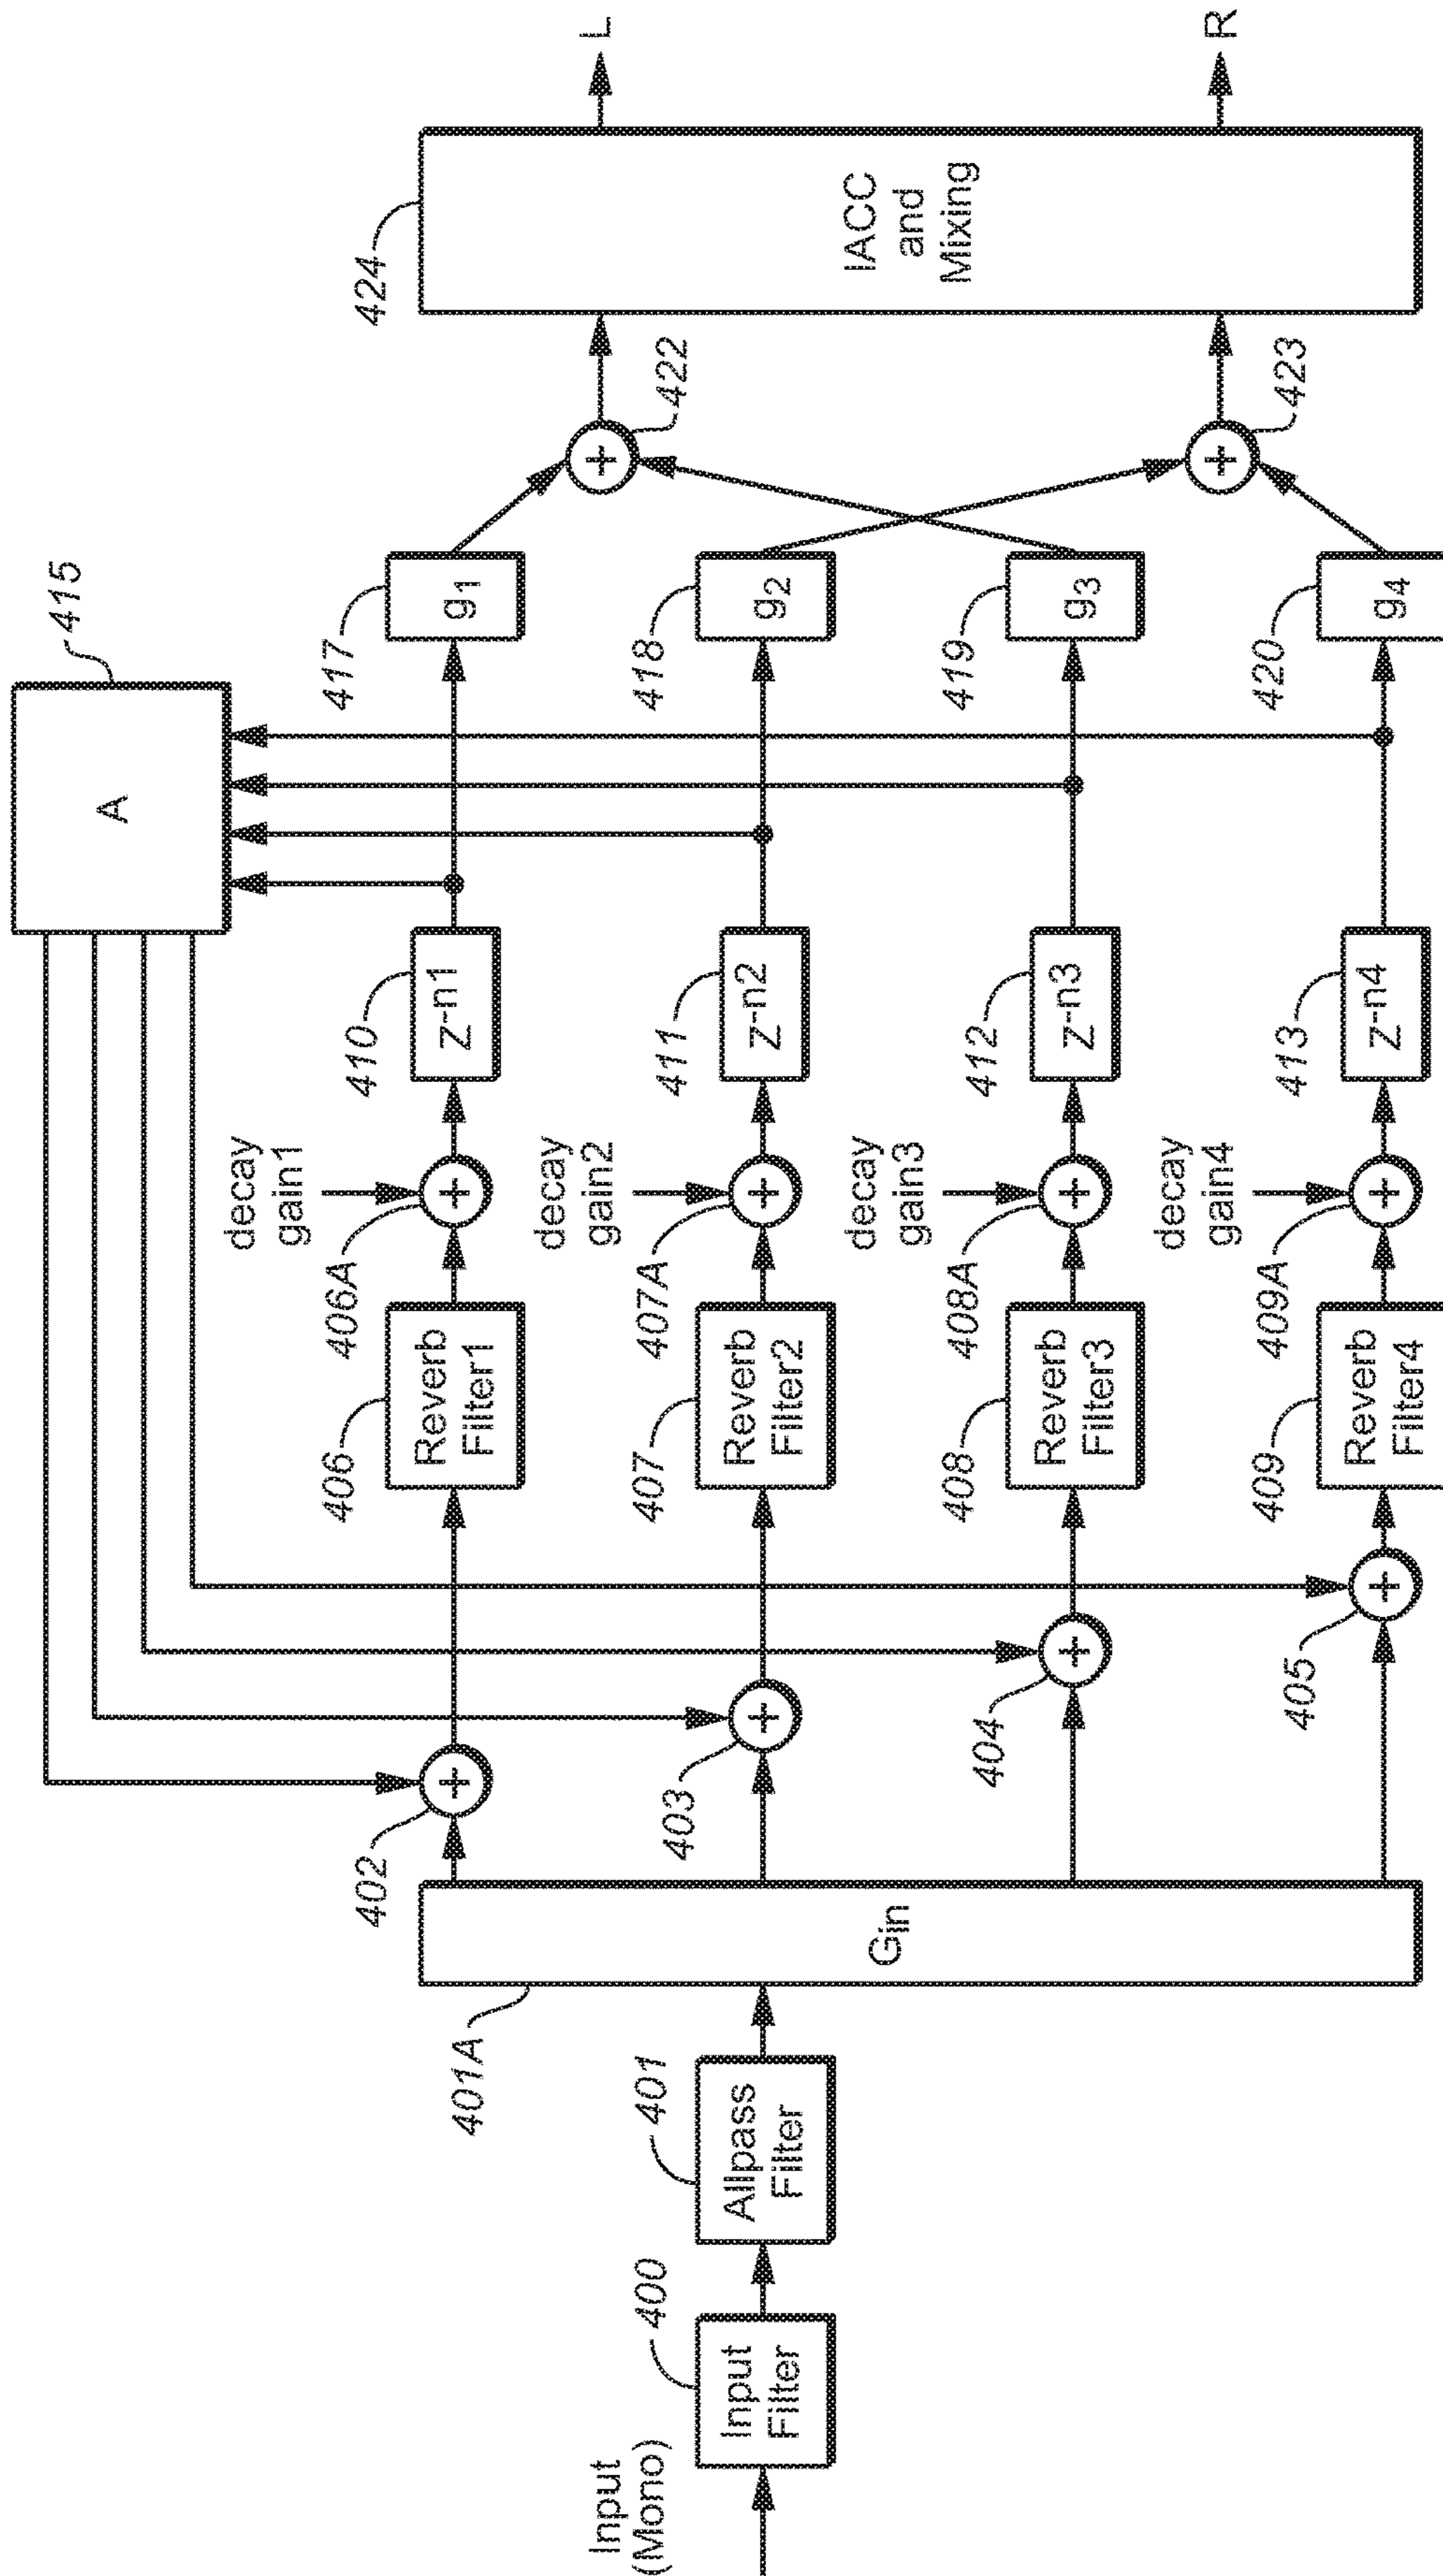 Input
(Mono)
400
Input
Filter
401
Allpass
Filter
401A
Gin
402
403
404
405
406
Reverb
Filter1
407
Reverb
Filter2
408
Reverb
Filter3
409
Reverb
Filter4
decay
gain1
406A
decay
gain2
407A
decay
gain3
408A
decay
gain4
409A
410
z-n1
411
z-n2
412
z-n3
413
z-n4
A
415
417
g1
418
g2
419
g3
420
g4
422
423
424
IACC
and
Mixing
L
R